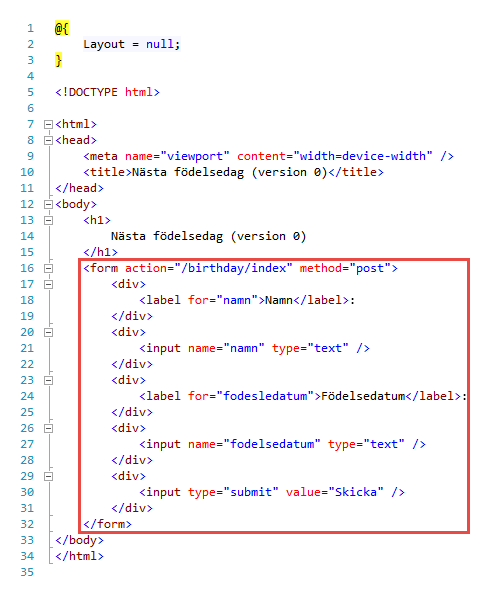 1 @{
2     Layout = null;
3 }
4
5 <!DOCTYPE html>
6
7 <html>
8 <head>
9     <meta name="viewport" content="width=device-width" />
10     <title>Nästa födelsedag (version 0)</title>
11 </head>
12 <body>
13     <h1>
14         Nästa födelsedag (version 0)
15     </h1>
16     <form action="/birthday/index" method="post">
17         <div>
18             <label for="namn">Namn</label>:
19         </div>
20         <div>
21             <input name="namn" type="text" />
22         </div>
23         <div>
24             <label for="fodesledatum">Födelsedatum</label>:
25         </div>
26         <div>
27             <input name="fodelsedatum" type="text" />
28         </div>
29         <div>
30             <input type="submit" value="Skicka" />
31         </div>
32     </form>
33 </body>
34 </html>
35